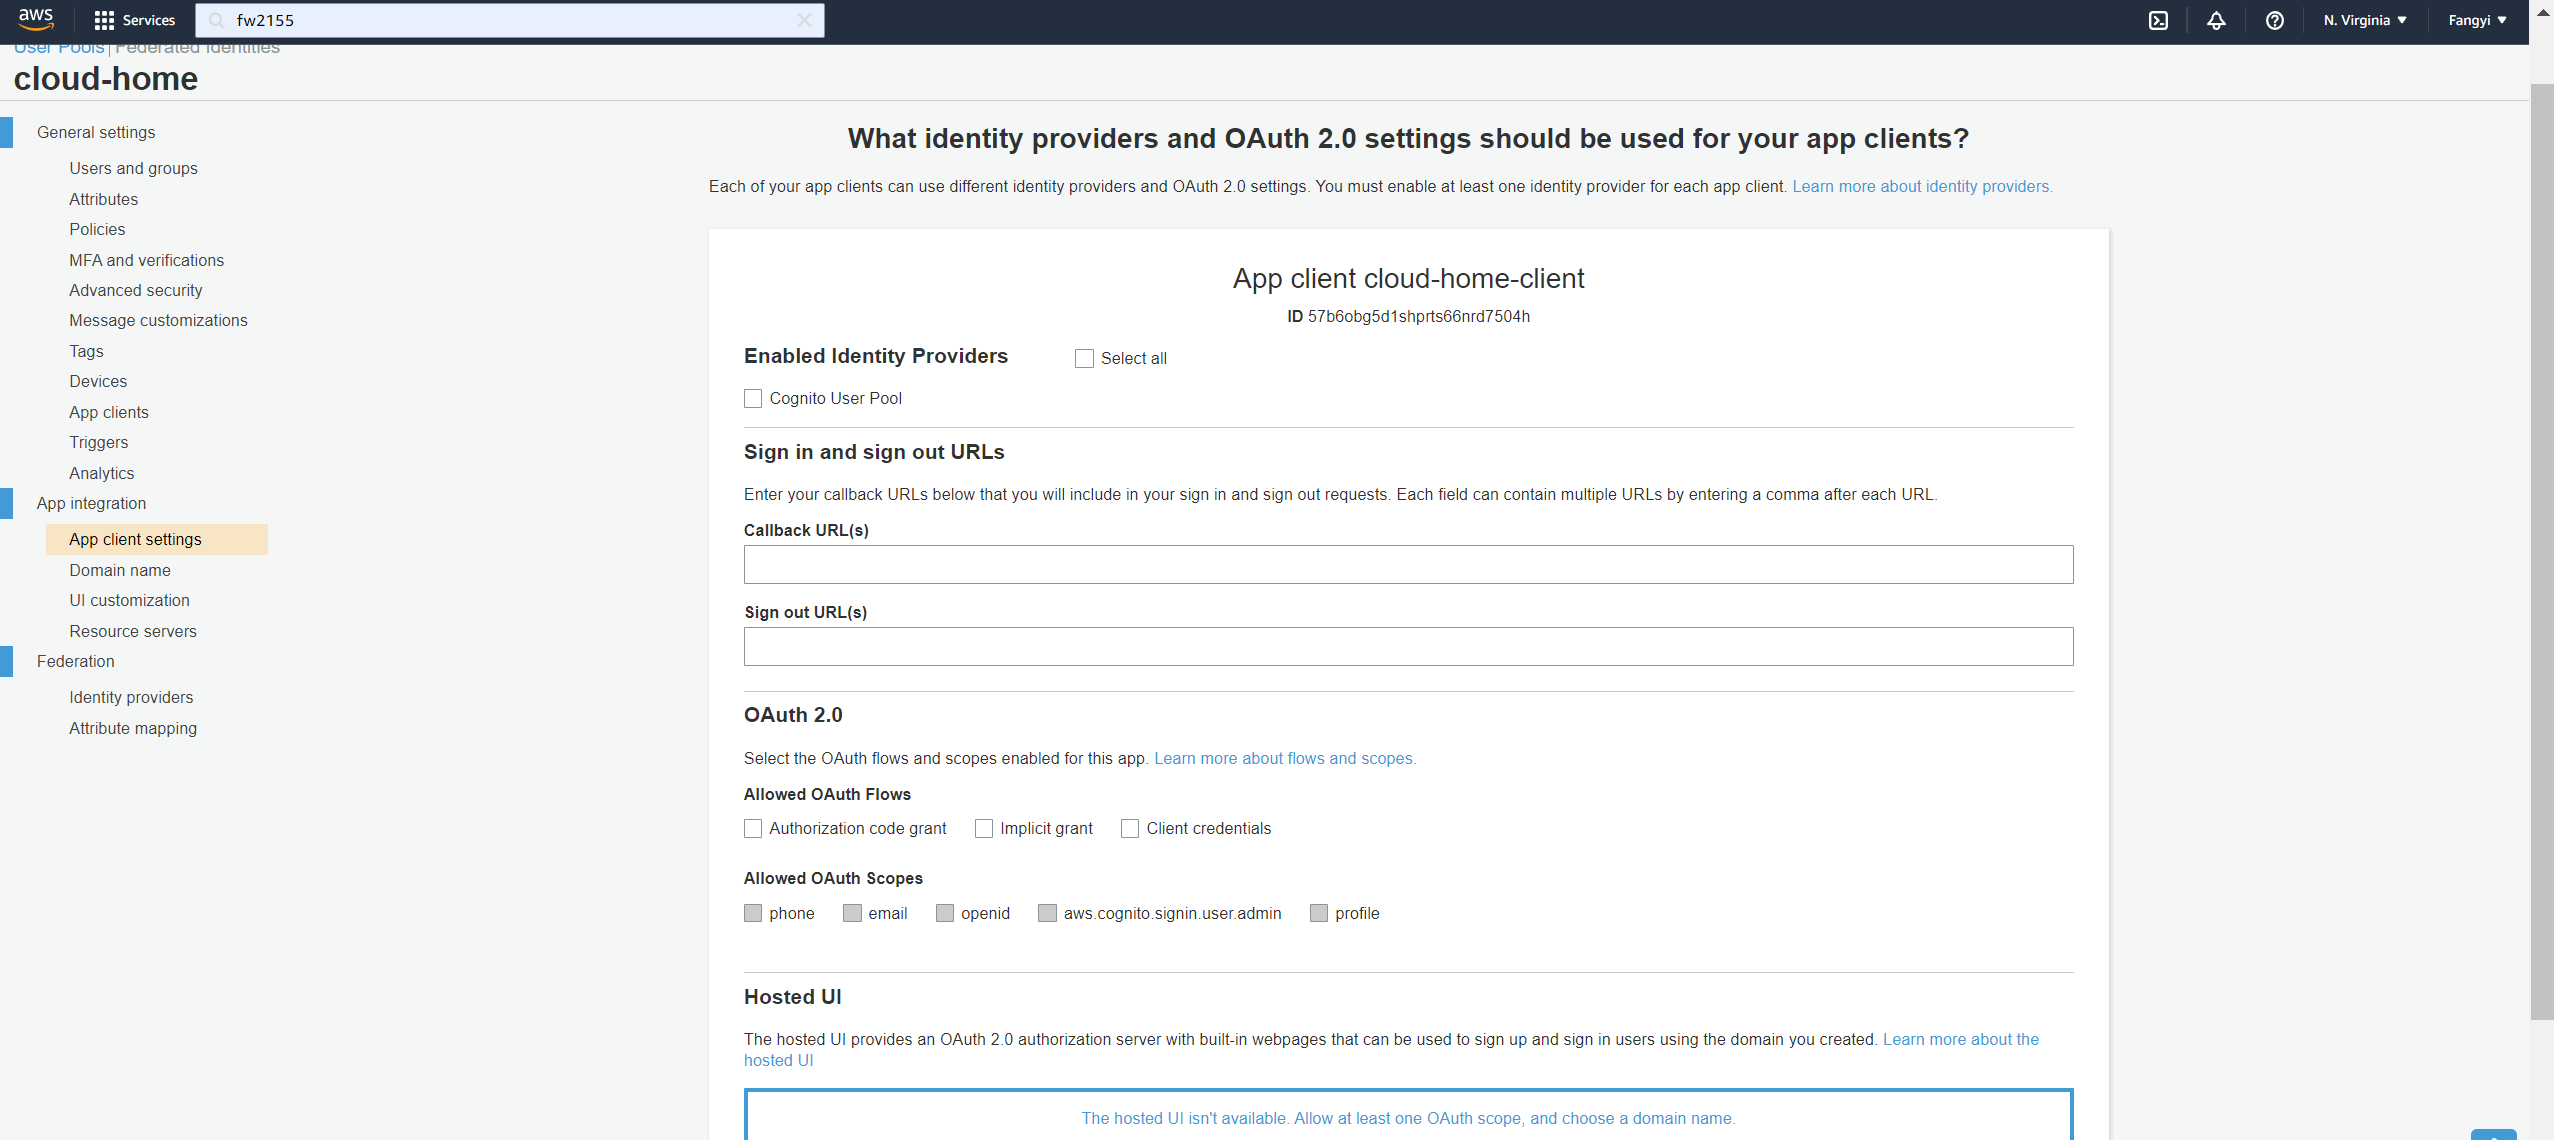 aws
Services
fw2155
N. Virginia
Fangyi
User Pools | Federated Identities
cloud-home
General settings
Users and groups
Attributes
Policies
MFA and verifications
Advanced security
Message customizations
Tags
Devices
App clients
Triggers
Analytics
App integration
App client settings
Domain name
UI customization
Resource servers
Federation
Identity providers
Attribute mapping
What identity providers and OAuth 2.0 settings should be used for your app clients?
Each of your app clients can use different identity providers and OAuth 2.0 settings. You must enable at least one identity provider for each app client. Learn more about identity providers.
App client cloud-home-client
ID 57b6obg5d1shprts66nrd7504h
Enabled Identity Providers
Select all
Cognito User Pool
Sign in and sign out URLs
Enter your callback URLs below that you will include in your sign in and sign out requests. Each field can contain multiple URLs by entering a comma after each URL.
Callback URL(s)
Sign out URL(s)
OAuth 2.0
Select the OAuth flows and scopes enabled for this app. Learn more about flows and scopes.
Allowed OAuth Flows
Authorization code grant
Implicit grant
Client credentials
Allowed OAuth Scopes
phone
email
openid
aws.cognito.signin.user.admin
profile
Hosted UI
The hosted UI provides an OAuth 2.0 authorization server with built-in webpages that can be used to sign up and sign in users using the domain you created. Learn more about the
hosted UI
The hosted UI isn't available. Allow at least one OAuth scope, and choose a domain name.